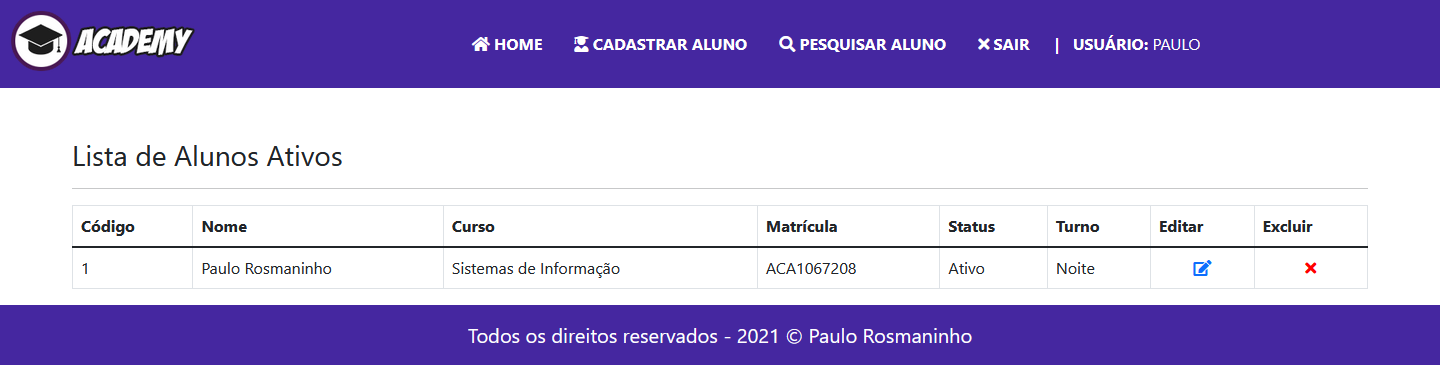 ACADEMY
HOME CADASTRAR ALUNO PESQUISAR ALUNO SAIR | USUÁRIO: PAULO
Lista de Alunos Ativos
Código Nome Curso Matrícula Status Turno Editar Excluir
1 Paulo Rosmaninho Sistemas de Informação ACA1067208 Ativo Noite
Todos os direitos reservados - 2021 © Paulo Rosmaninho